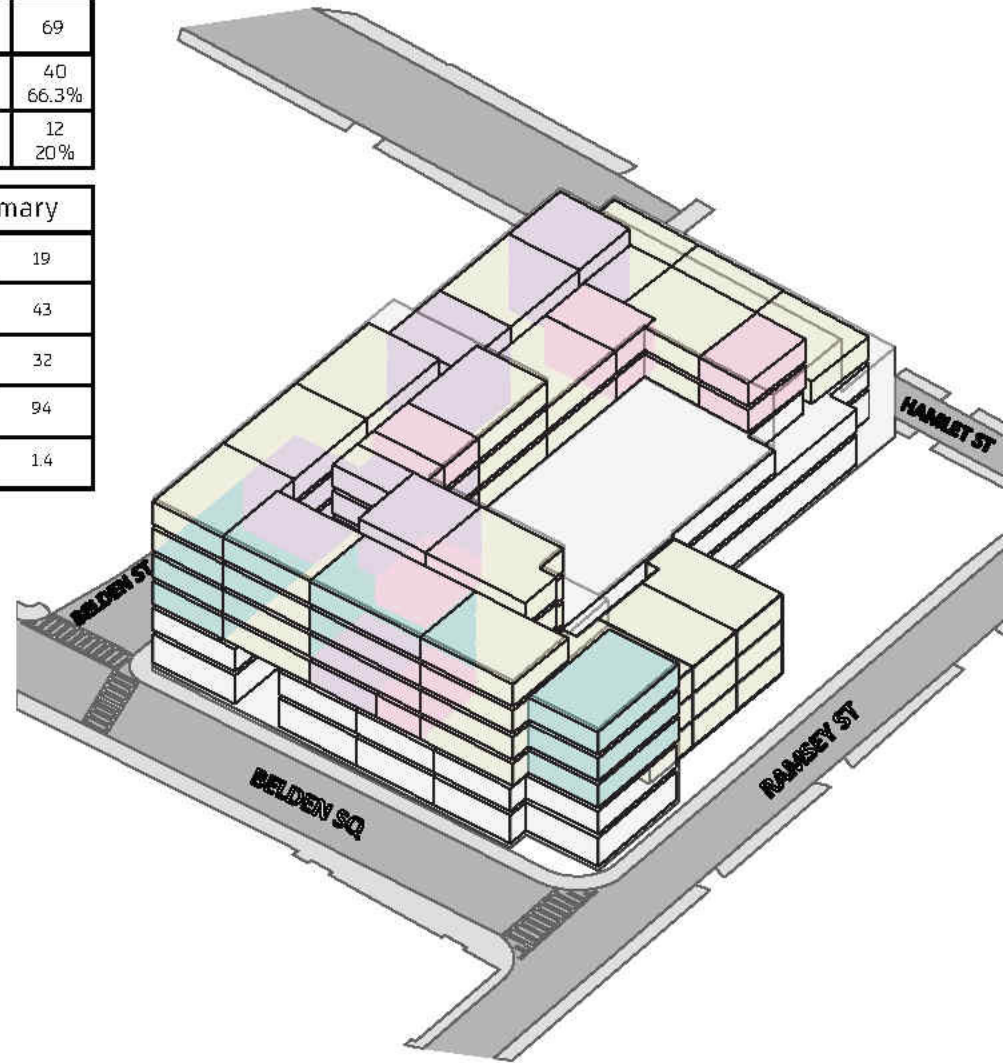 69
40
66.3%
12
20%
mary
19
43
32
94
1.4
HAMLET ST
BELDEN ST
RAMSEY ST
BELDEN SQ